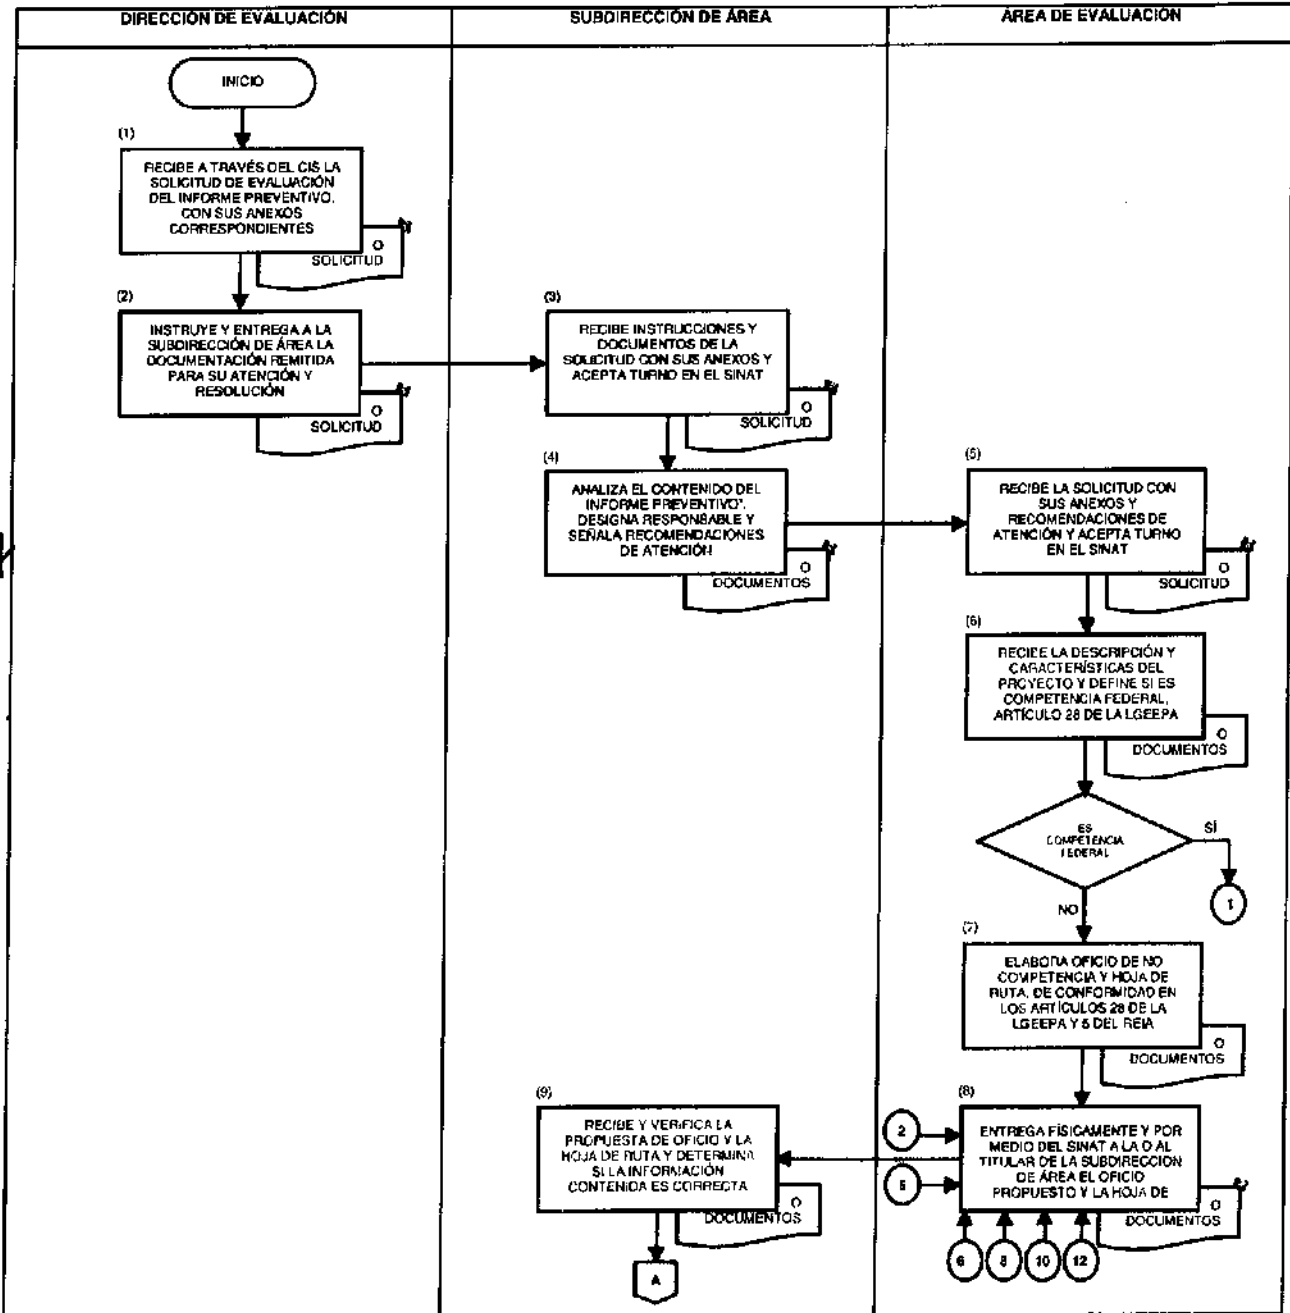 DIRECCIÓN DE EVALUACIÓN
SUBDIRECCIÓN DE ÁREA
ÁREA DE EVALUACIÓN
INICIO
(1)
RECIBE A TRAVÉS DEL CIS LA
SOLICITUD DE EVALUACIÓN
DEL INFORME PREVENTIVO,
CON SUS ANEXOS
CORRESPONDIENTES
O
SOLICITUD
(2)
INSTRUYE Y ENTREGA A LA
SUBDIRECCIÓN DE ÁREA LA
DOCUMENTACIÓN REMITIDA
PARA SU ATENCIÓN Y
RESOLUCIÓN
O
SOLICITUD
(3)
RECIBE INSTRUCCIONES Y
DOCUMENTOS DE LA
SOLICITUD CON SUS ANEXOS Y
ACEPTA TURNO EN EL SINAT
O
SOLICITUD
(4)
ANALIZA EL CONTENIDO DEL
INFORME PREVENTIVO*,
DESIGNA RESPONSABLE Y
SEÑALA RECOMENDACIONES
DE ATENCIÓN
O
DOCUMENTOS
(5)
RECIBE LA SOLICITUD CON
SUS ANEXOS Y
RECOMENDACIONES DE
ATENCIÓN Y ACEPTA TURNO
EN EL SINAT
O
SOLICITUD
(6)
RECIBE LA DESCRIPCIÓN Y
CARACTERÍSTICAS DEL
PROYECTO Y DEFINE SI ES
COMPETENCIA FEDERAL,
ARTÍCULO 28 DE LA LGEEPA
O
DOCUMENTOS
ES
COMPETENCIA
FEDERAL
SÍ
1
NO
(7)
ELABORA OFICIO DE NO
COMPETENCIA Y HOJA DE
RUTA, DE CONFORMIDAD EN
LOS ARTÍCULOS 28 DE LA
LGEEPA Y 5 DEL REIA
O
DOCUMENTOS
(8)
ENTREGA FÍSICAMENTE Y POR
MEDIO DEL SINAT A LA O AL
TITULAR DE LA SUBDIRECCION
DE ÁREA EL OFICIO
PROPUESTO Y LA HOJA DE
O
DOCUMENTOS
2
5
6
8
10
12
(9)
RECIBE Y VERIFICA LA
PROPUESTA DE OFICIO Y LA
HOJA DE RUTA Y DETERMINA
SI LA INFORMACIÓN
CONTENIDA ES CORRECTA
O
DOCUMENTOS
A